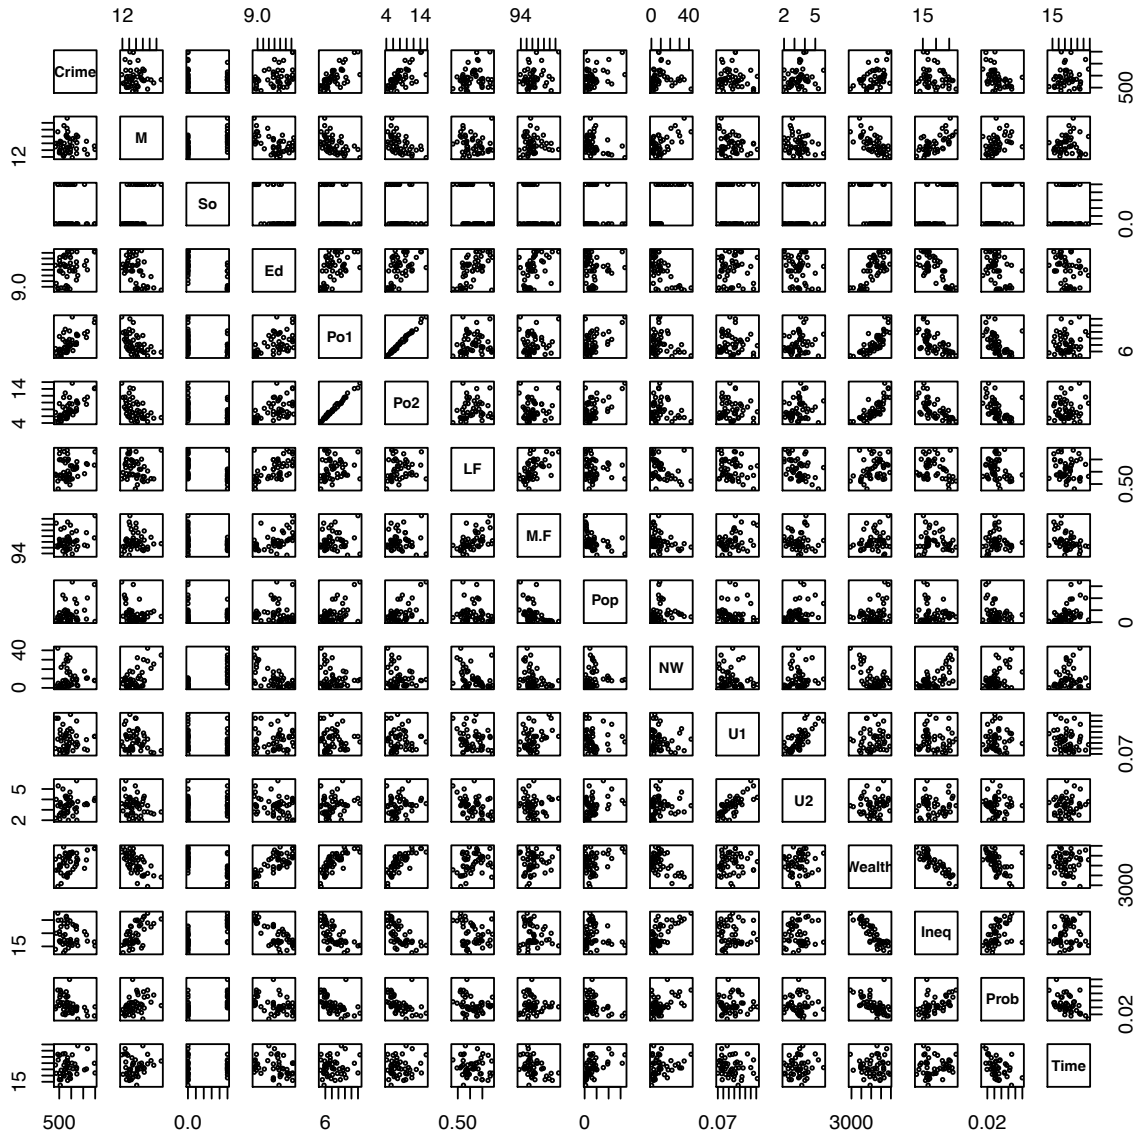 12 9.0 4 14 94 0 40 2 5 15 15
Crime 500
12 M
So 0.0
9.0 Ed
Po1 6
4 14 Po2
LF 0.50
94 M.F
Pop 0
0 40 NW
U1 0.07
2 5 U2
Wealth 3000
15 Ineq
Prob 0.02
15 Time
500 0.0 6 0.50 0 0.07 3000 0.02